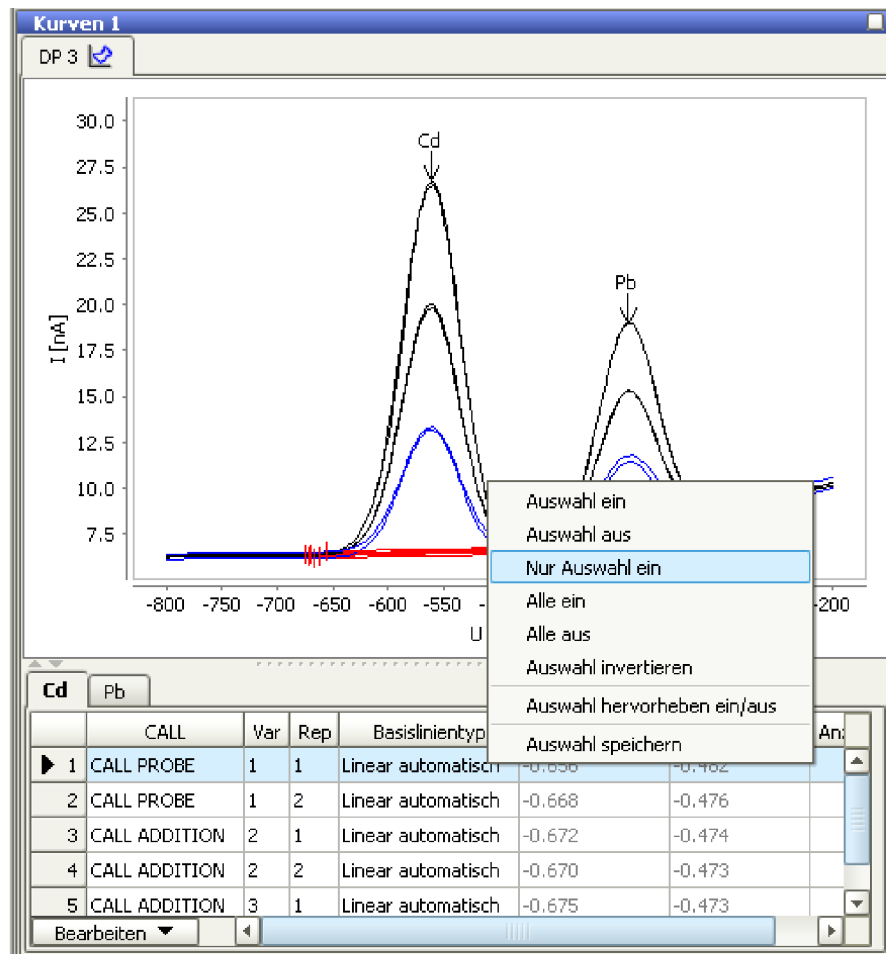 Kurven 1
DP 3
30.0
Cd
27.5
25.0
22.5
Pb
20.0
I [nA]
17.5
15.0
12.5
10.0
7.5
-800 -750 -700 -650 -600 -550 -200
U
Auswahl ein
Auswahl aus
Nur Auswahl ein
Alle ein
Alle aus
Auswahl invertieren
Auswahl hervorheben ein/aus
Auswahl speichern
Cd Pb
CALL Var Rep Basislinientyp
1 CALL PROBE 1 1 Linear automatisch -0.656 -0.482
2 CALL PROBE 1 2 Linear automatisch -0.668 -0.476
3 CALL ADDITION 2 1 Linear automatisch -0.672 -0.474
4 CALL ADDITION 2 2 Linear automatisch -0.670 -0.473
5 CALL ADDITION 3 1 Linear automatisch -0.675 -0.473
Bearbeiten